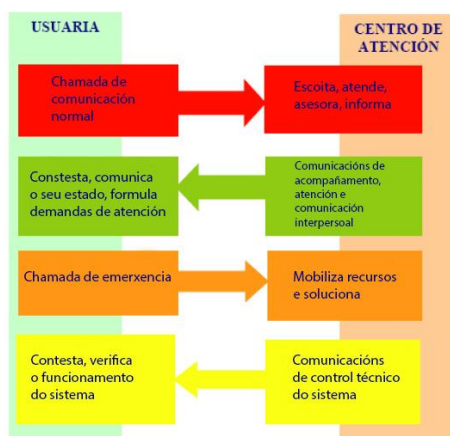 USUARIA
CENTRO DE
ATENCIÓN
Chamada de
comunicación
normal
Escoita, atende,
asesora, informa
Constesta, comunica
o seu estado, formula
demandas de atención
Comunicacións de
acompañamento,
atención e
comunicación
interpersoal
Chamada de emerxencia
Mobiliza recursos
e soluciona
Contesta, verifica
o funcionamento
do sistema
Comunicacións
de control técnico
do sistema